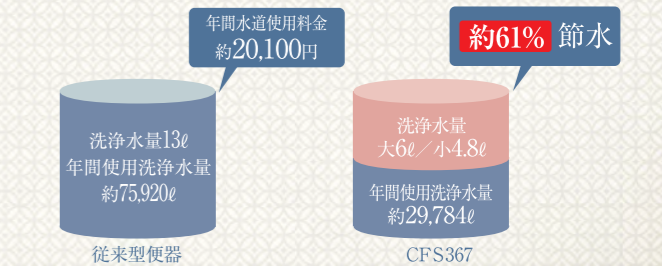 年間水道使用料金
約20,100円
約61% 節水
洗浄水量13ℓ
年間使用洗浄水量
約75,920ℓ
洗浄水量
大6ℓ／小4.8ℓ
年間使用洗浄水量
約29,784ℓ
従来型便器
CFS367